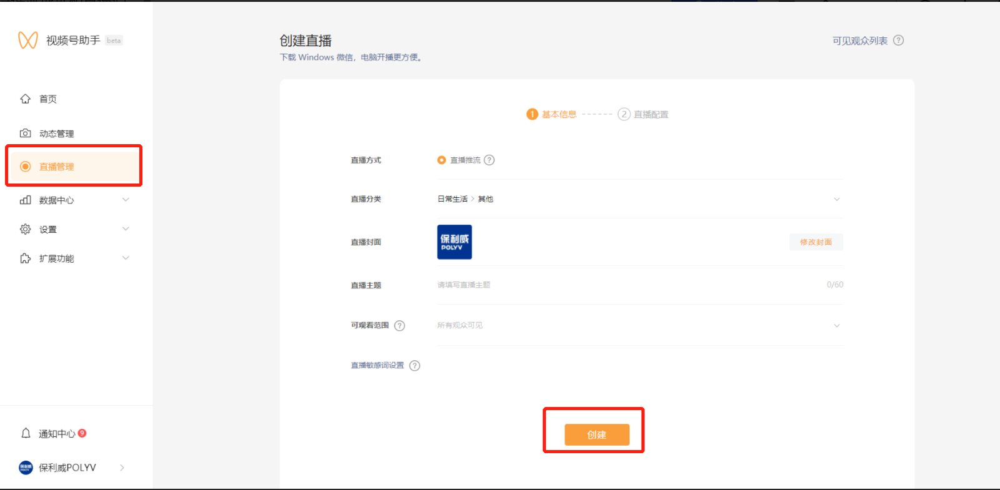 视频号助手 beta
首页
动态管理
直播管理
数据中心
设置
扩展功能
通知中心 9
保利威POLYV
创建直播
下载 Windows 微信，电脑开播更方便。
可见观众列表 ?
1 基本信息 ------ 2 直播配置
直播方式 直播推流 ?
直播分类 日常生活 > 其他
直播封面 保利威 POLYV 修改封面
直播主题 请填写直播主题 0/60
可观看范围 ? 所有观众可见
直播敏感词设置 ?
创建